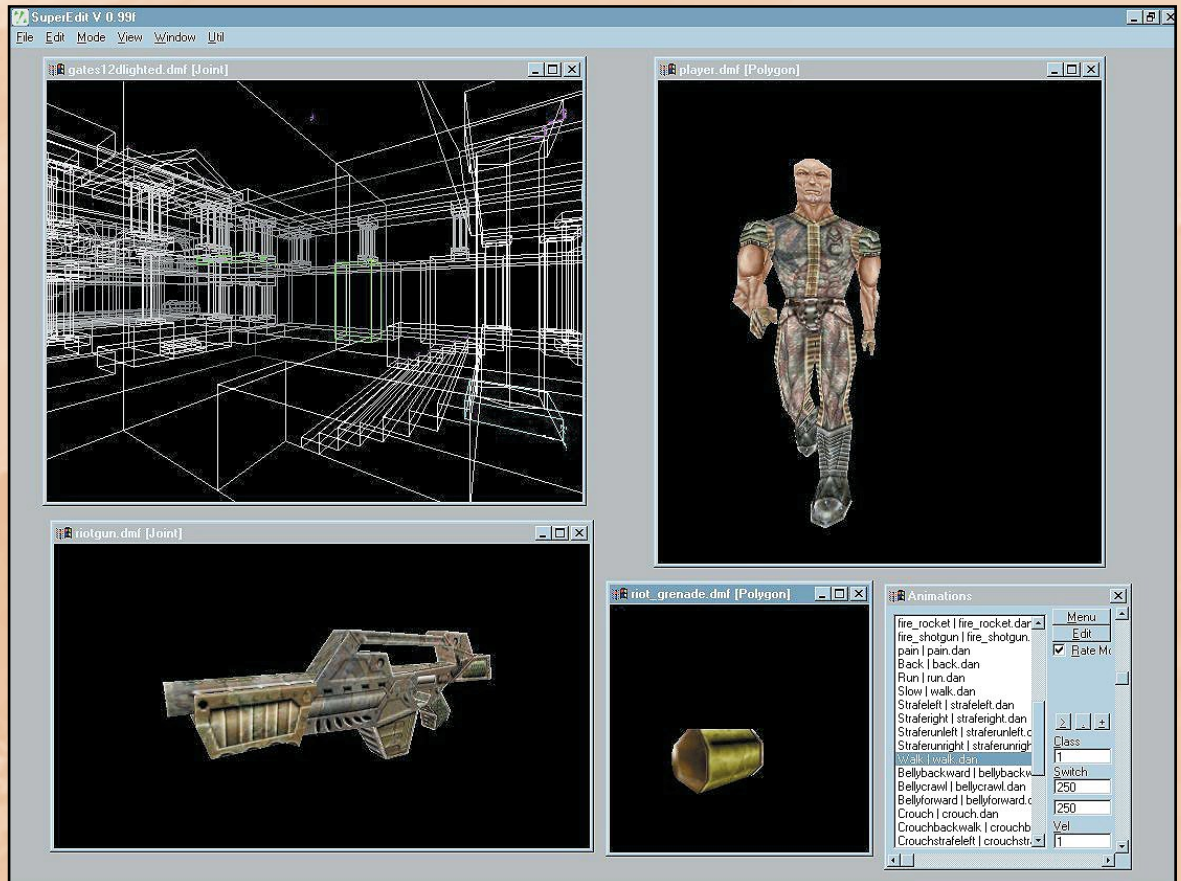 SuperEdit V 0.99f
File Edit Mode View Window Util
gates12dlighted.dmf [Joint]
player.dmf [Polygon]
riotgun.dmf [Joint]
riot_grenade.dmf [Polygon]
Animations
fire_rocket | fire_rocket.dar
fire_shotgun | fire_shotgun.
pain | pain.dan
Back | back.dan
Run | run.dan
Slow | walk.dan
Strafeleft | strafeleft.dan
Straferight | straferight.dan
Straferunleft | straferunleft.c
Straferunright | straferunrigh
Walk | walk.dan
Bellybackward | bellybackw
Bellycrawl | bellycrawl.dan
Bellyforward | bellyforward.c
Crouch | crouch.dan
Crouchbackwalk | crouchb
Crouchstrafeleft | crouchstr
Menu
Edit
Rate Mo
> . +
Class
1
Switch
250
250
Vel
1